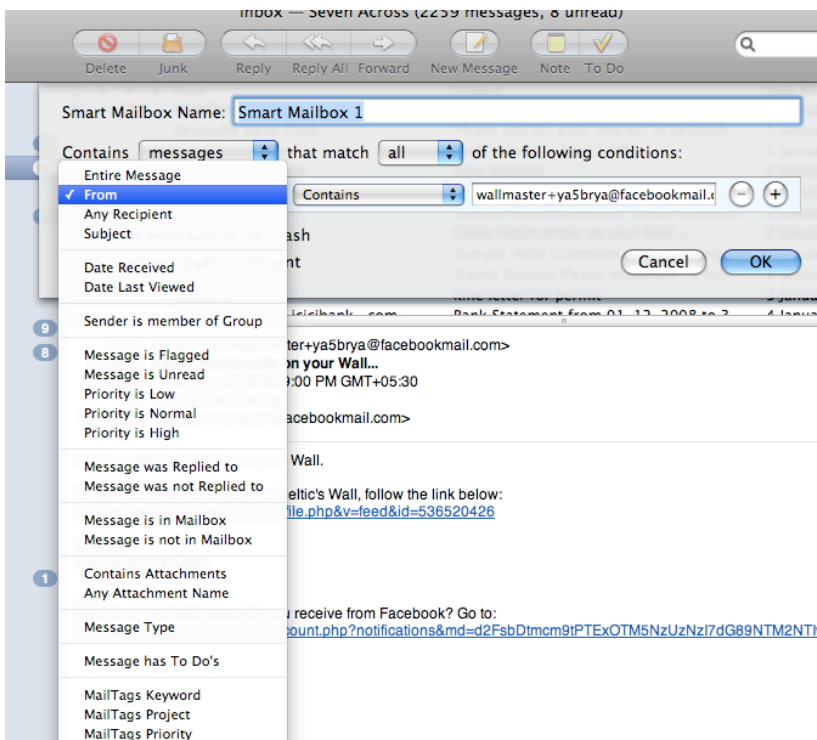 Inbox — Seven Across (2259 messages, 8 unread)
Delete Junk Reply Reply All Forward New Message Note To Do
Smart Mailbox Name: Smart Mailbox 1
Contains messages that match all of the following conditions:
Entire Message
✓ From Contains wallmaster+ya5brya@facebookmail.c
Any Recipient
Subject ash
nt Cancel OK
Date Received
Date Last Viewed
Bank Statement from 01-12-2008 to 3
Sender is member of Group
9
ter+ya5brya@facebookmail.com>
8
Message is Flagged on your Wall...
Message is Unread 9:00 PM GMT+05:30
Priority is Low
Priority is Normal acebookmail.com>
Priority is High
Message was Replied to Wall.
Message was not Replied to
eltic's Wall, follow the link below:
file.php&v=feed&id=536520426
Message is in Mailbox
Message is not in Mailbox
Contains Attachments
1
Any Attachment Name
u receive from Facebook? Go to:
Message Type
Message has To Do's
MailTags Keyword
MailTags Project
MailTags Priority